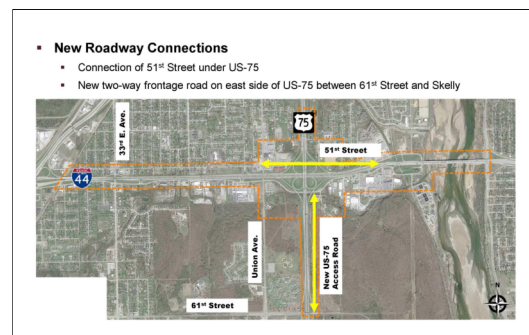 New Roadway Connections
Connection of 51st Street under US-75
New two-way frontage road on east side of US-75 between 61st Street and Skelly
33rd E. Ave.
75
51st Street
44
Union Ave.
New US-75
Access Road
61st Street
N